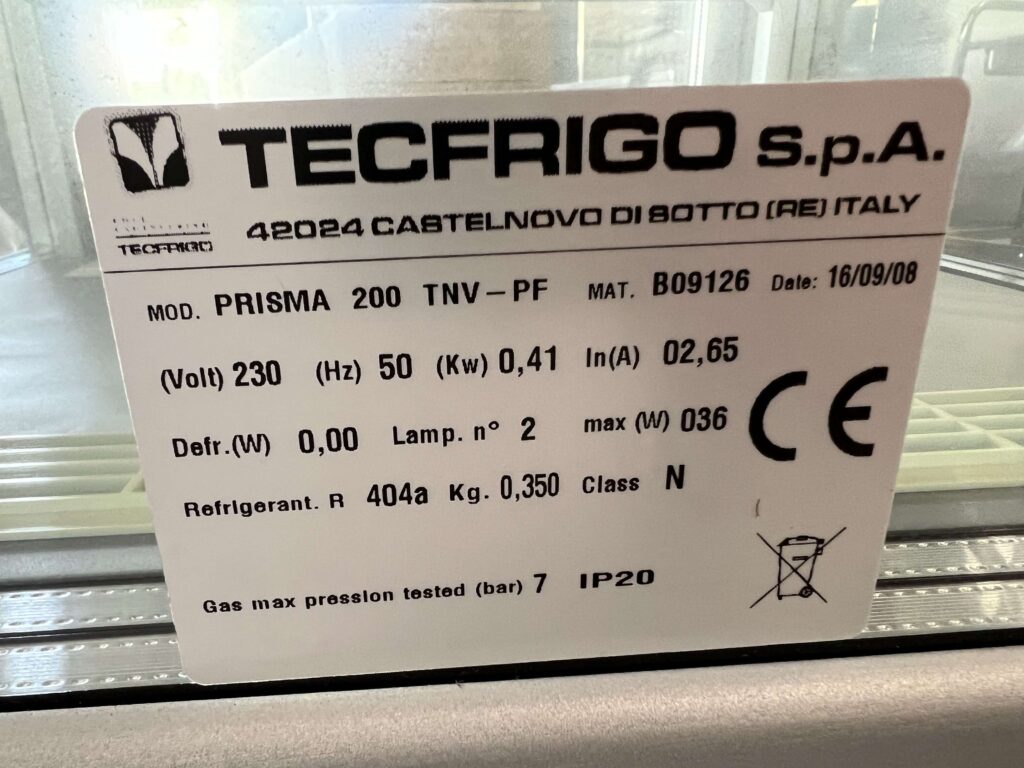 TECFRIGO S.p.A.
42024 CASTELNOVO DI SOTTO (RE) ITALY
TECFRIGO
MOD. PRISMA 200 TNV-PF MAT. B09126 Date: 16/09/08
(Volt) 230 (Hz) 50 (Kw) 0,41 In(A) 02,65
Defr.(W) 0,00 Lamp. n° 2 max (W) 036
CE
Refrigerant. R 404a Kg. 0,350 Class N
Gas max pression tested (bar) 7 IP20